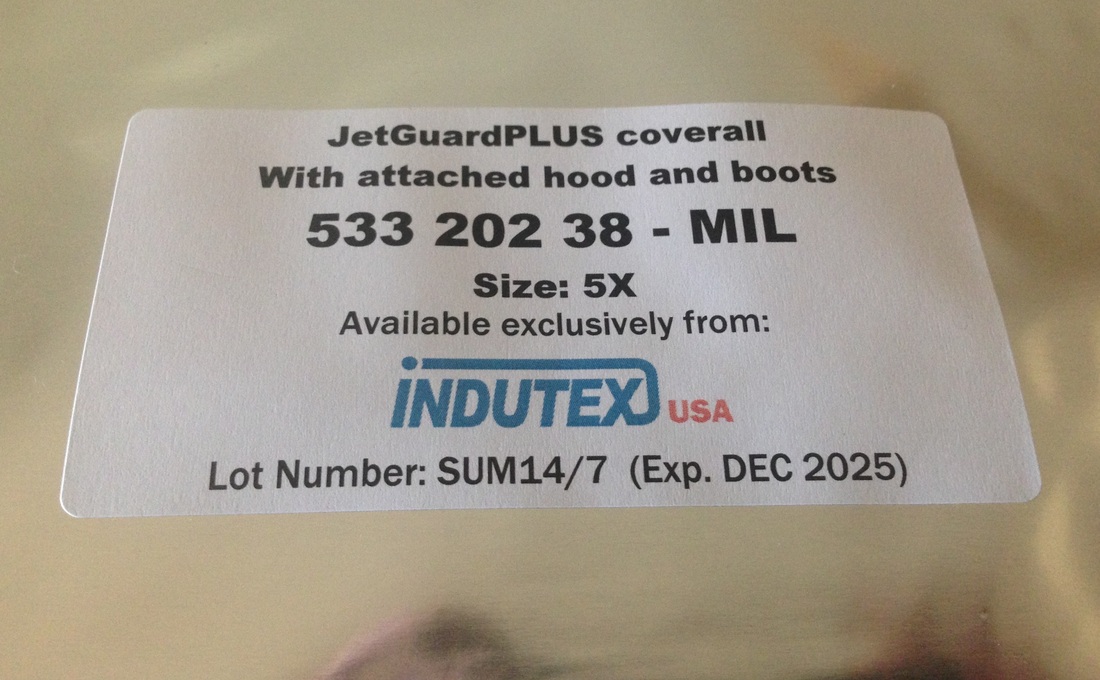 JetGuardPLUS coverall
With attached hood and boots
533 202 38 - MIL
Size: 5X
Available exclusively from:
iNDUTEX USA
Lot Number: SUM14/7 (Exp. DEC 2025)